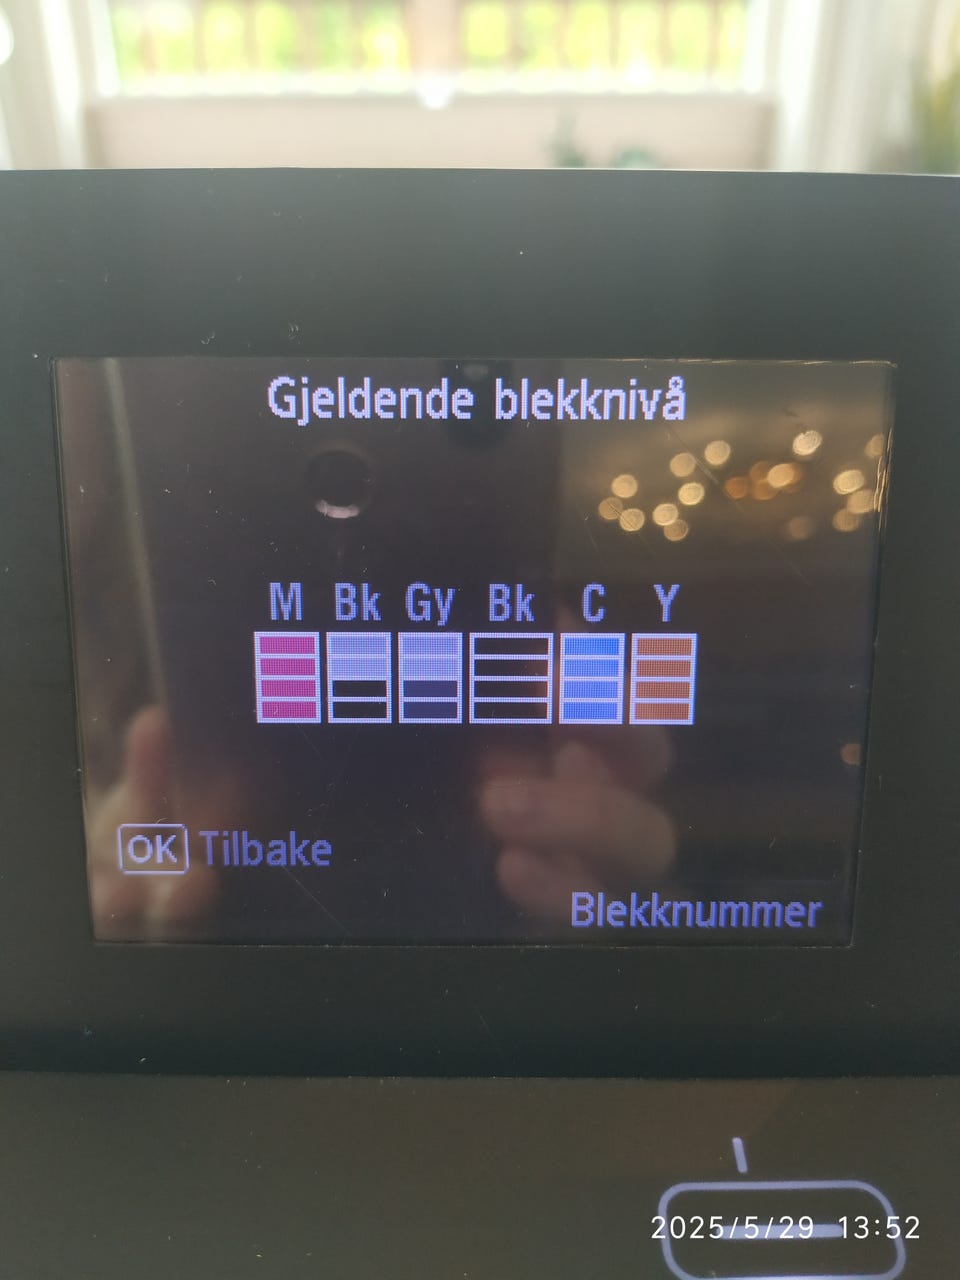 Gjeldende blekknivå
M Bk Gy Bk C Y
OK Tilbake
Blekknummer
2025/5/29 13:52